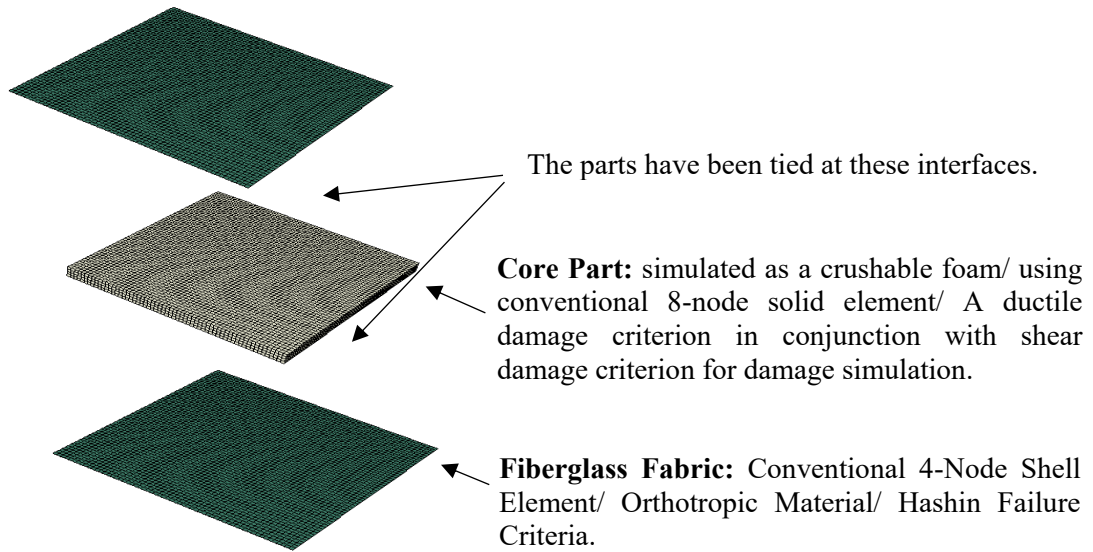 The parts have been tied at these interfaces.
Core Part: simulated as a crushable foam/ using
conventional 8-node solid element/ A ductile
damage criterion in conjunction with shear
damage criterion for damage simulation.
Fiberglass Fabric: Conventional 4-Node Shell
Element/ Orthotropic Material/ Hashin Failure
Criteria.